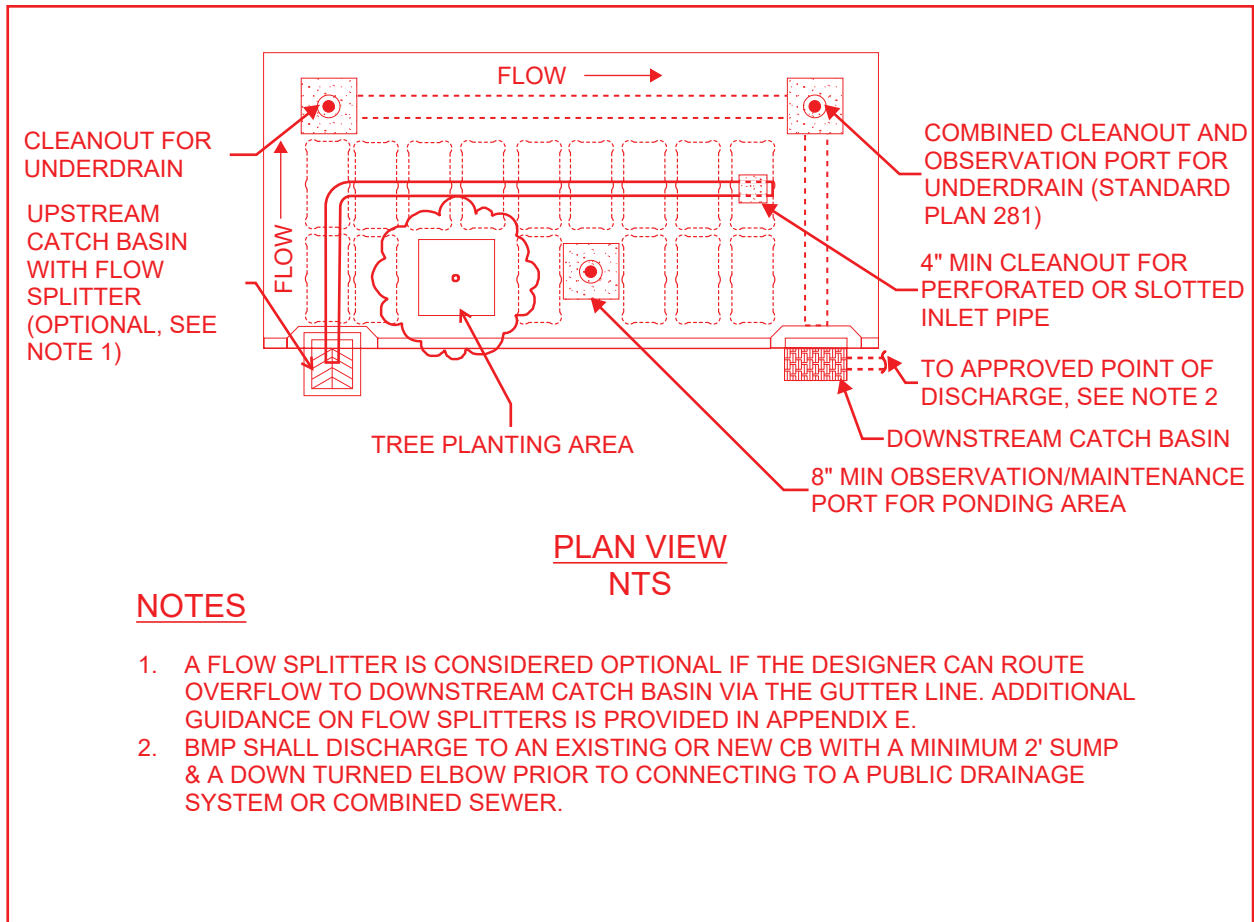 FLOW
CLEANOUT FOR
UNDERDRAIN
UPSTREAM
CATCH BASIN
WITH FLOW
SPLITTER
(OPTIONAL, SEE
NOTE 1)
FLOW
COMBINED CLEANOUT AND
OBSERVATION PORT FOR
UNDERDRAIN (STANDARD
PLAN 281)
4" MIN CLEANOUT FOR
PERFORATED OR SLOTTED
INLET PIPE
TO APPROVED POINT OF
DISCHARGE, SEE NOTE 2
DOWNSTREAM CATCH BASIN
TREE PLANTING AREA
8" MIN OBSERVATION/MAINTENANCE
PORT FOR PONDING AREA
PLAN VIEW
NTS
NOTES
1. A FLOW SPLITTER IS CONSIDERED OPTIONAL IF THE DESIGNER CAN ROUTE
OVERFLOW TO DOWNSTREAM CATCH BASIN VIA THE GUTTER LINE. ADDITIONAL
GUIDANCE ON FLOW SPLITTERS IS PROVIDED IN APPENDIX E.
2. BMP SHALL DISCHARGE TO AN EXISTING OR NEW CB WITH A MINIMUM 2' SUMP
& A DOWN TURNED ELBOW PRIOR TO CONNECTING TO A PUBLIC DRAINAGE
SYSTEM OR COMBINED SEWER.